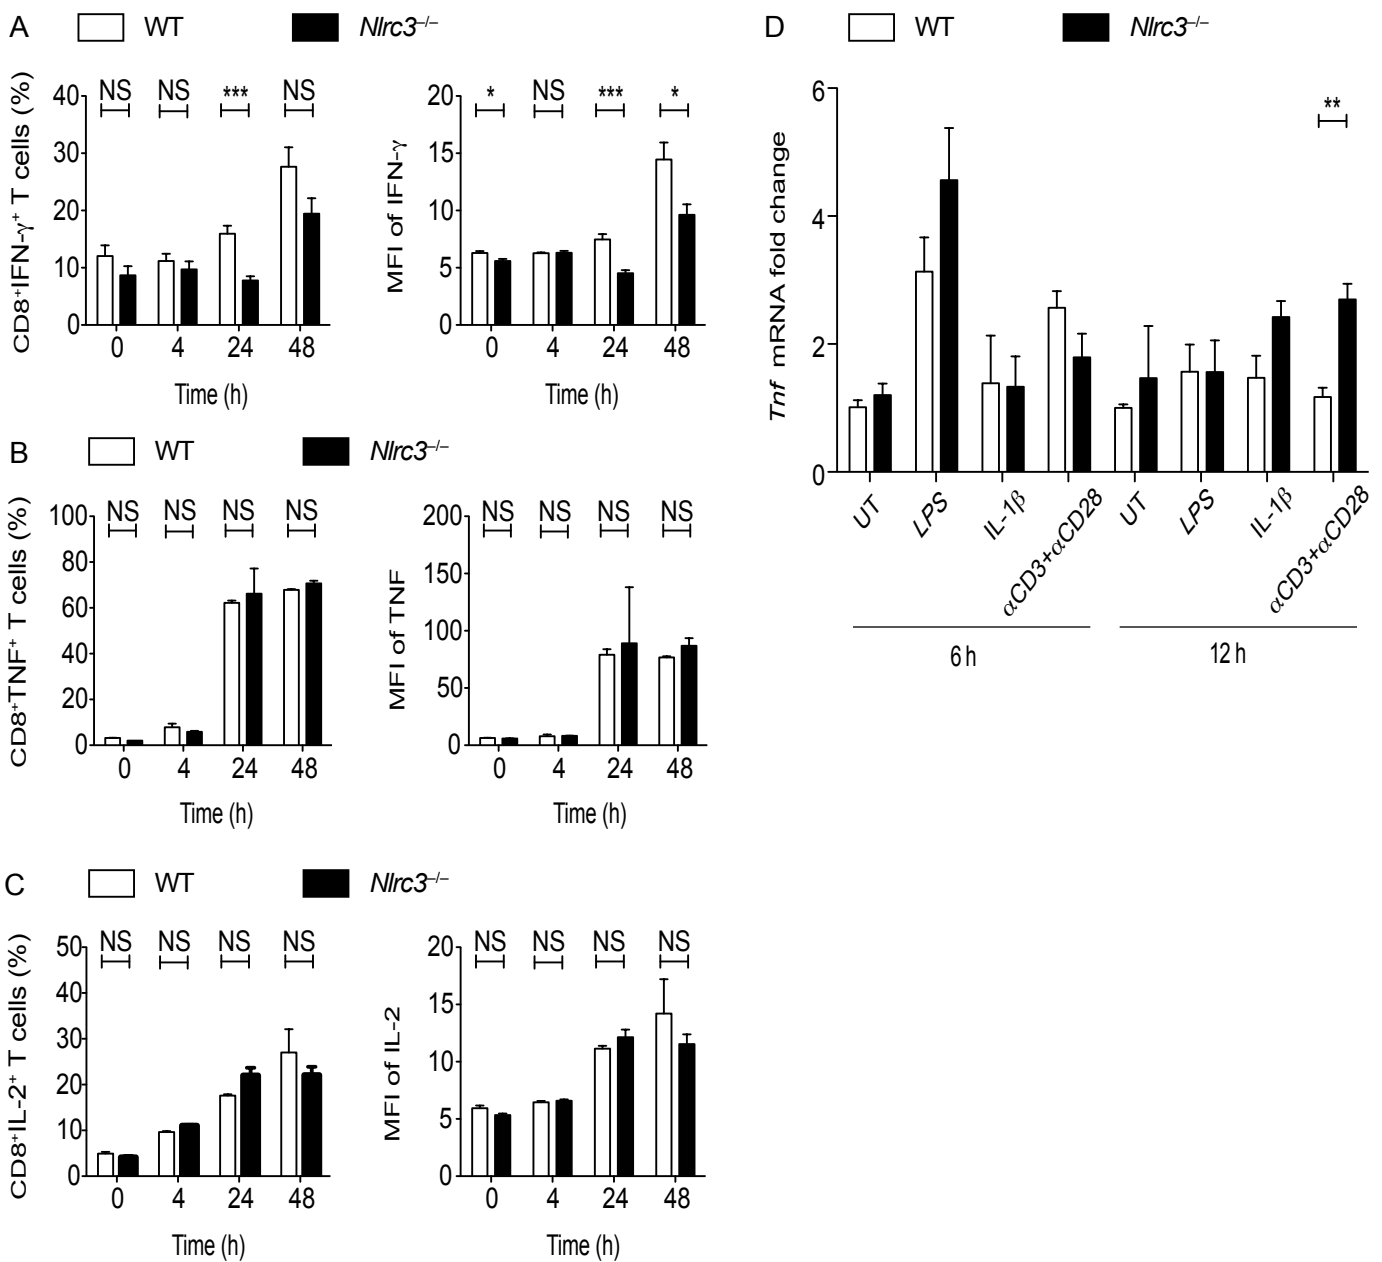 A WT Nlrc3–/–
CD8+IFN-γ+ T cells (%)
40 30 20 10 0
NS NS *** NS
0 4 24 48
Time (h)
MFI of IFN-γ
20 15 10 5 0
* NS *** *
0 4 24 48
Time (h)
B WT Nlrc3–/–
CD8+TNF+ T cells (%)
100 80 60 40 20 0
NS NS NS NS
0 4 24 48
Time (h)
MFI of TNF
200 150 100 50 0
NS NS NS NS
0 4 24 48
Time (h)
C WT Nlrc3–/–
CD8+IL-2+ T cells (%)
50 40 30 20 10 0
NS NS NS NS
0 4 24 48
Time (h)
MFI of IL-2
20 15 10 5 0
NS NS NS NS
0 4 24 48
Time (h)
D WT Nlrc3–/–
Tnf mRNA fold change
6 4 2 0
**
UT LPS IL-1β αCD3+αCD28 UT LPS IL-1β αCD3+αCD28
6 h 12 h